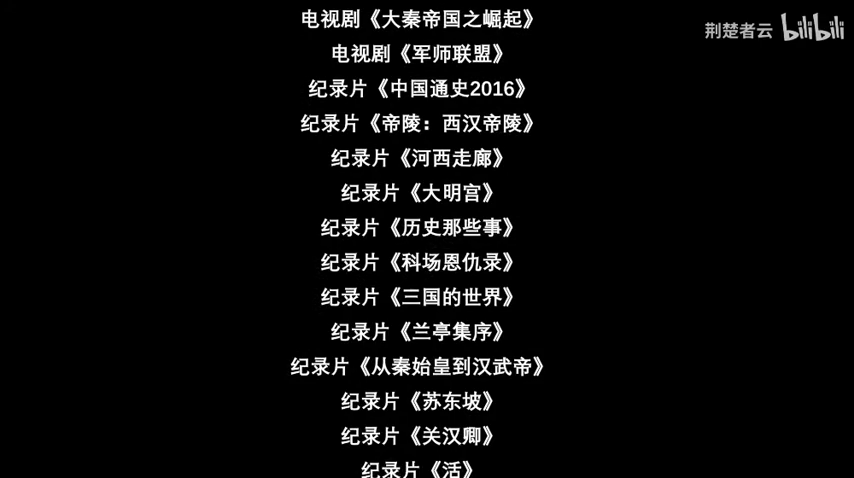 电视剧《大秦帝国之崛起》
荆楚者云 bilibili
电视剧《军师联盟》
纪录片《中国通史2016》
纪录片《帝陵：西汉帝陵》
纪录片《河西走廊》
纪录片《大明宫》
纪录片《历史那些事》
纪录片《科场恩仇录》
纪录片《三国的世界》
纪录片《兰亭集序》
纪录片《从秦始皇到汉武帝》
纪录片《苏东坡》
纪录片《关汉卿》
纪录片《活》